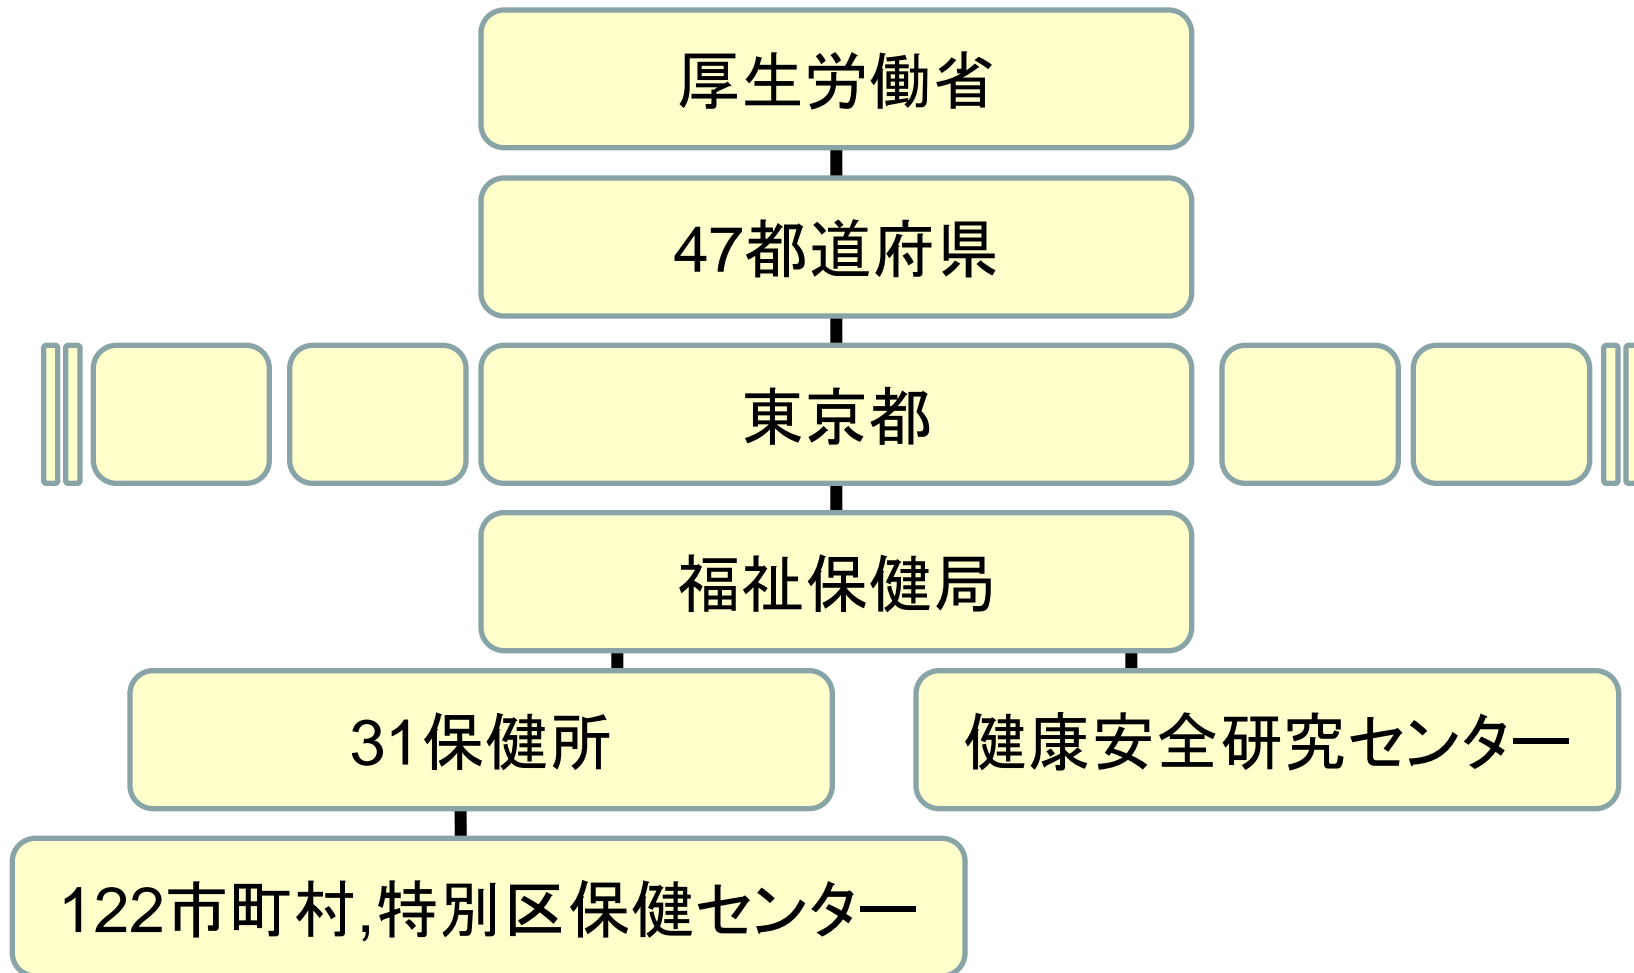 厚生労働省
47都道府県
東京都
福祉保健局
31保健所
健康安全研究センター
122市町村,特別区保健センター